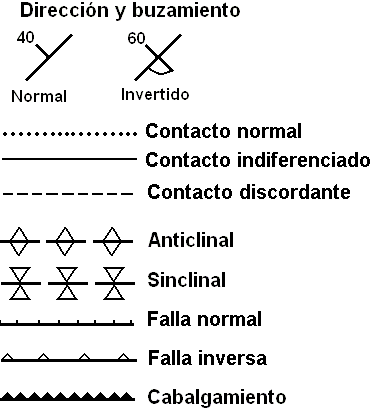 Dirección y buzamiento
40
60
Normal
Invertido
Contacto normal
Contacto indiferenciado
Contacto discordante
Anticlinal
Sinclinal
Falla normal
Falla inversa
Cabalgamiento